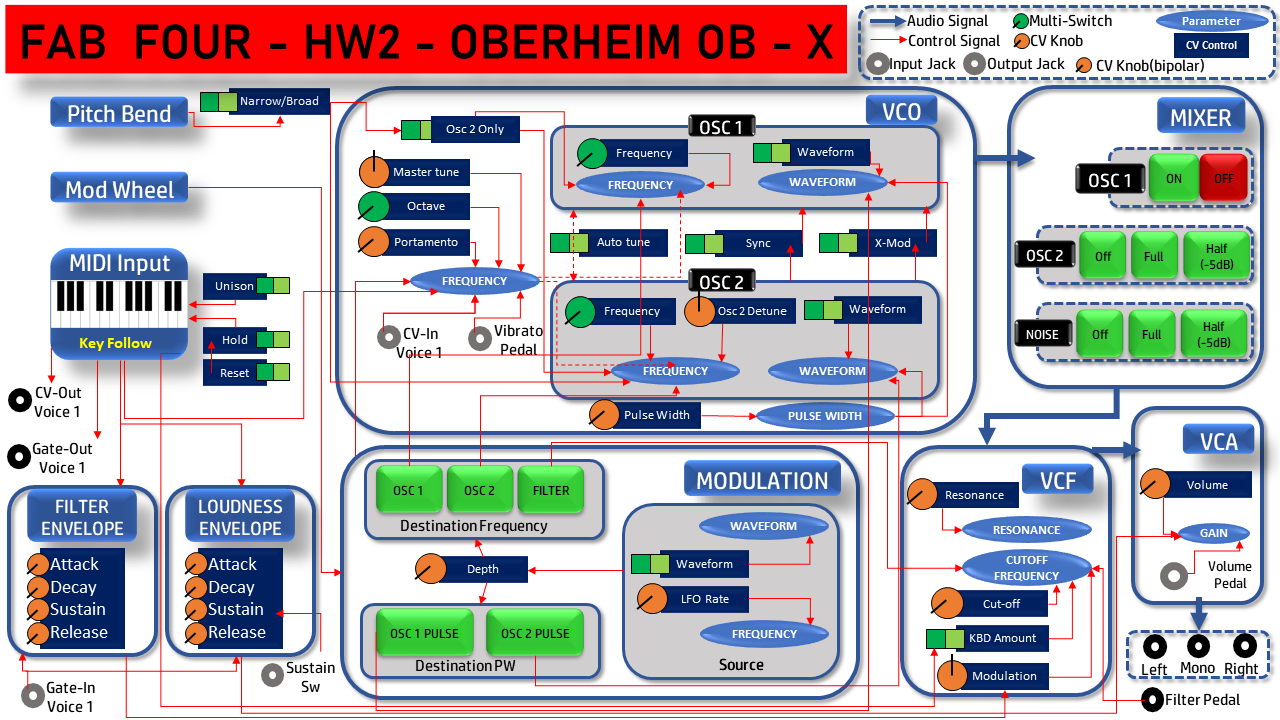 FAB FOUR - HW2 - OBERHEIM OB - X
Audio Signal
Multi-Switch
Parameter
Control Signal
CV Knob
CV Control
Input Jack
Output Jack
CV Knob(bipolar)
Pitch Bend
Narrow/Broad
Mod Wheel
MIDI Input
Key Follow
Unison
Hold
Reset
CV-Out
Voice 1
Gate-Out
Voice 1
VCO
Osc 2 Only
Master tune
Octave
Portamento
FREQUENCY
CV-In
Voice 1
Vibrato
Pedal
OSC 1
Frequency
Waveform
FREQUENCY
WAVEFORM
Auto tune
Sync
X-Mod
OSC 2
Frequency
Osc 2 Detune
Waveform
FREQUENCY
WAVEFORM
Pulse Width
PULSE WIDTH
MIXER
OSC 1
ON
OFF
OSC 2
Off
Full
Half
(-5dB)
NOISE
Off
Full
Half
(-5dB)
FILTER
ENVELOPE
Attack
Decay
Sustain
Release
Gate-In
Voice 1
LOUDNESS
ENVELOPE
Attack
Decay
Sustain
Release
Sustain
Sw
MODULATION
OSC 1
OSC 2
FILTER
Destination Frequency
Depth
OSC 1 PULSE
OSC 2 PULSE
Destination PW
WAVEFORM
Waveform
LFO Rate
FREQUENCY
Source
VCF
Resonance
RESONANCE
CUTOFF
FREQUENCY
Cut-off
KBD Amount
Modulation
VCA
Volume
GAIN
Volume
Pedal
Left
Mono
Right
Filter Pedal